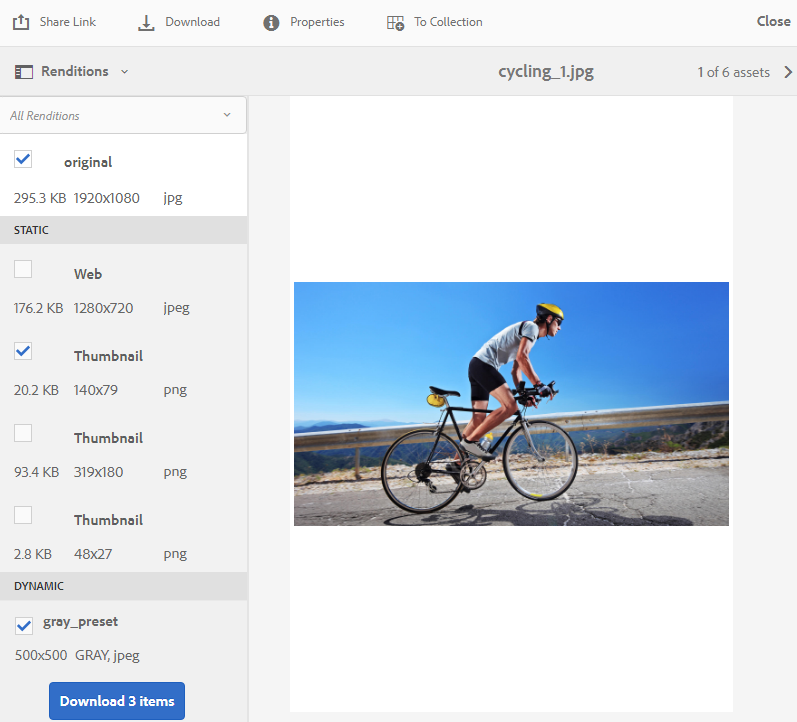 Share Link Download Properties To Collection Close
Renditions cycling_1.jpg 1 of 6 assets
All Renditions
original
295.3 KB 1920x1080 jpg
STATIC
Web
176.2 KB 1280x720 jpeg
Thumbnail
20.2 KB 140x79 png
Thumbnail
93.4 KB 319x180 png
Thumbnail
2.8 KB 48x27 png
DYNAMIC
gray_preset
500x500 GRAY, jpeg
Download 3 items